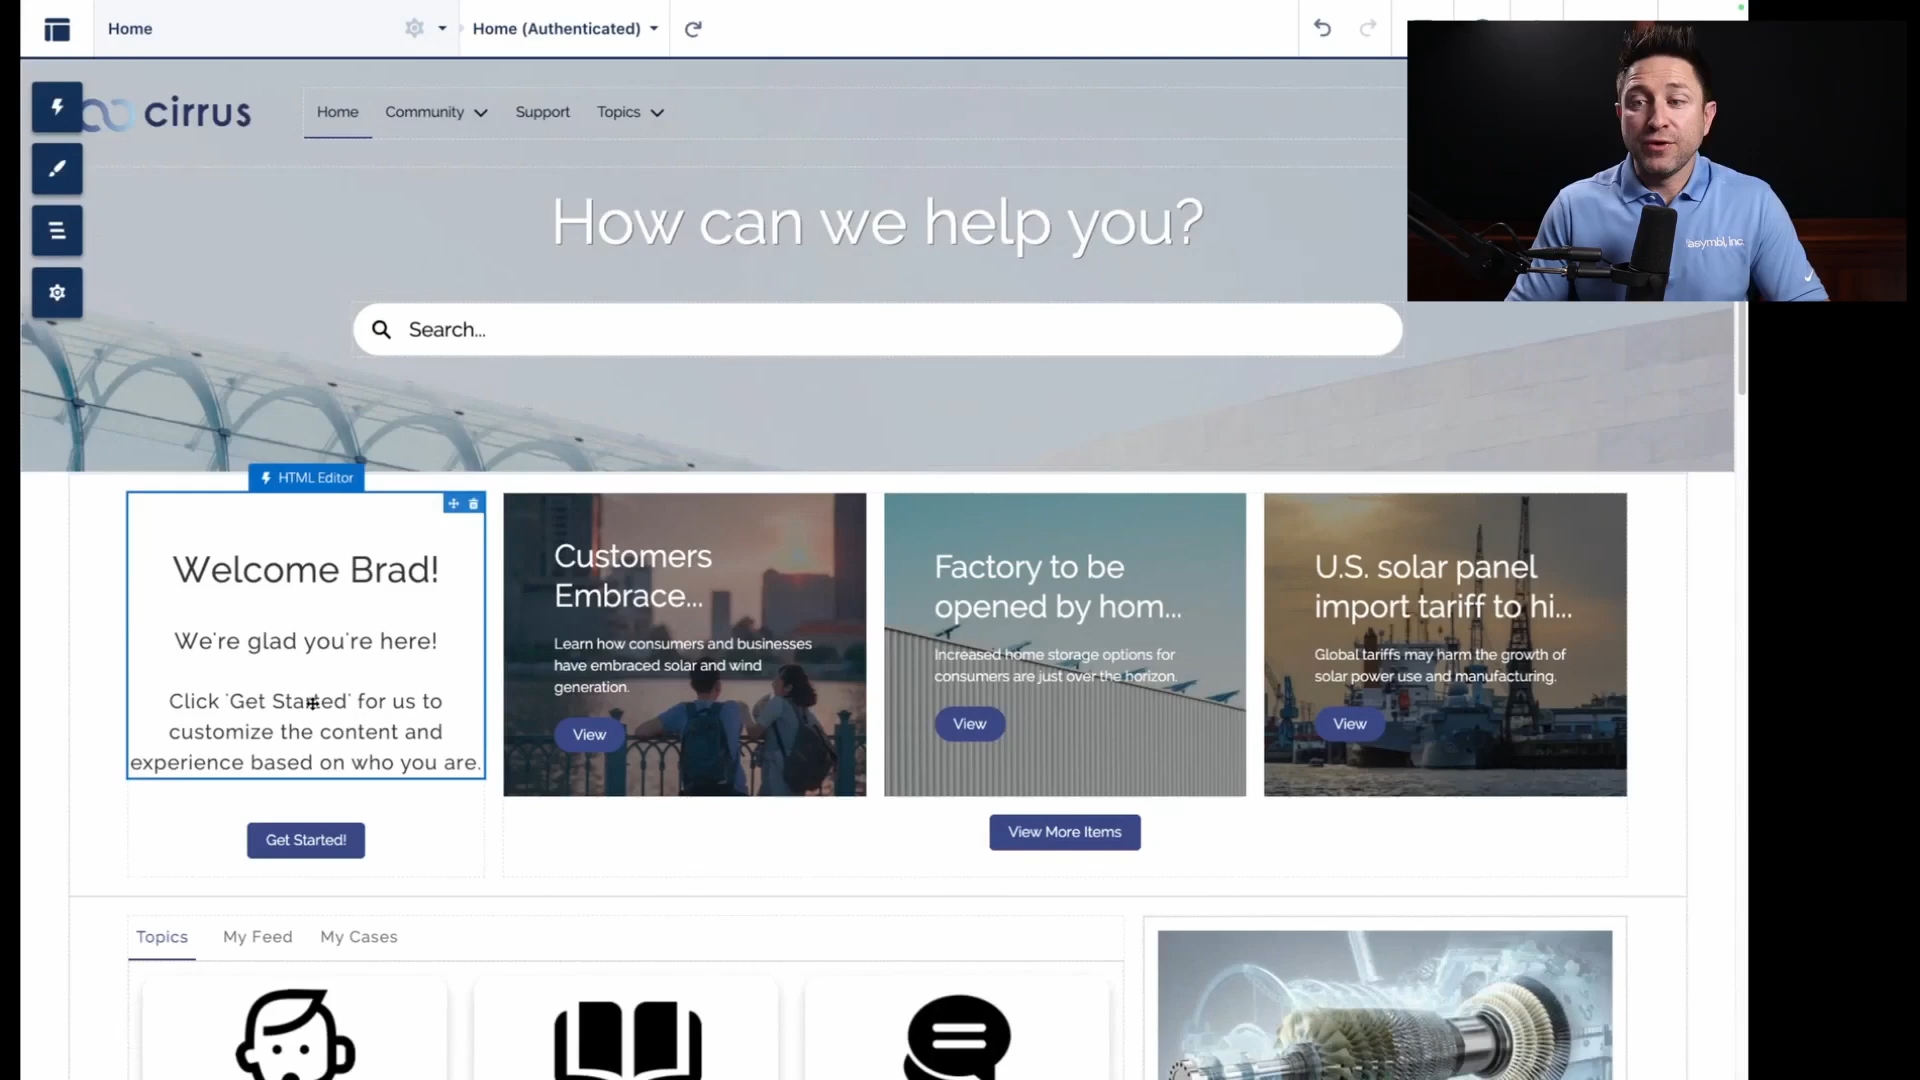 Home
Home (Authenticated)
cirrus
Home
Community
Support
Topics
asymbl, inc.
How can we help you?
Search...
HTML Editor
Welcome Brad!
We're glad you're here!
Click 'Get Started' for us to
customize the content and
experience based on who you are.
Get Started!
Customers
Embrace...
Learn how consumers and businesses
have embraced solar and wind
generation.
View
Factory to be
opened by hom...
Increased home storage options for
consumers are just over the horizon.
View
U.S. solar panel
import tariff to hi...
Global tariffs may harm the growth of
solar power use and manufacturing.
View
View More Items
Topics
My Feed
My Cases